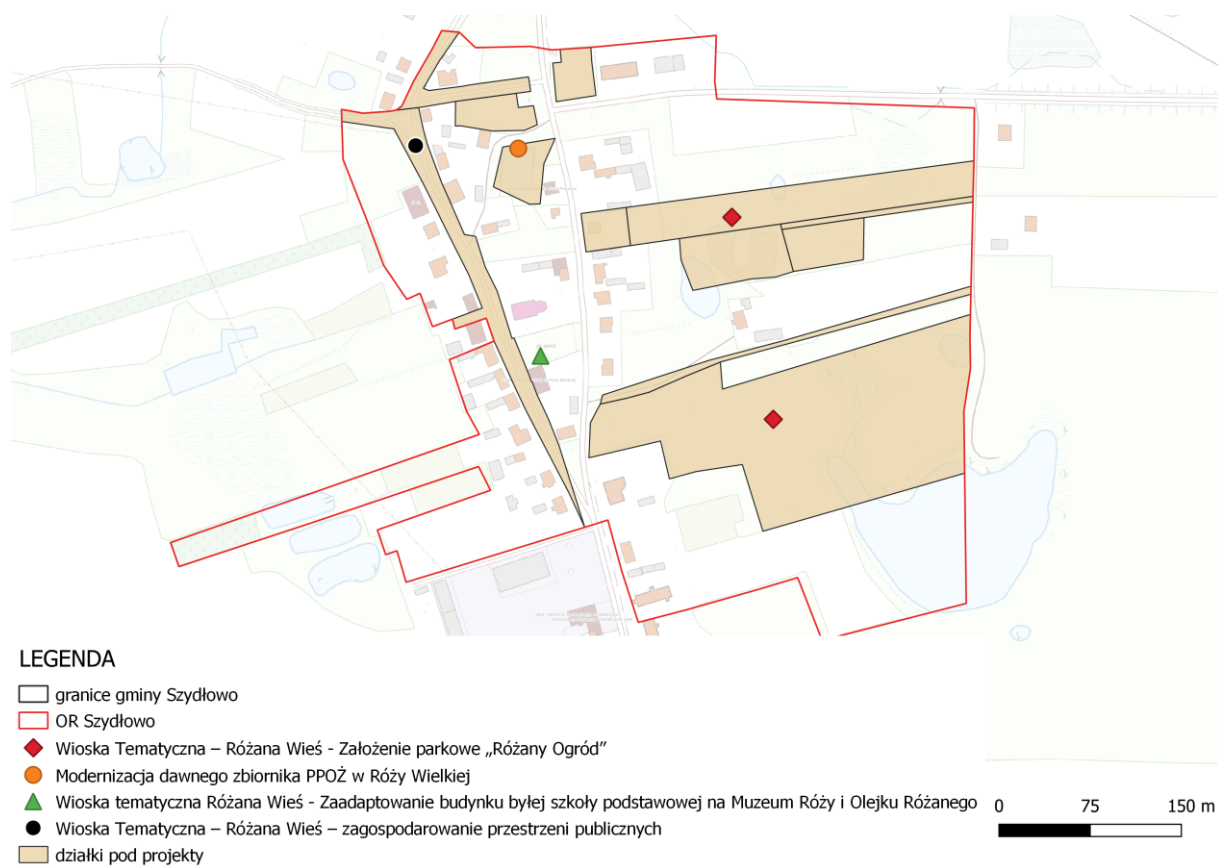 LEGENDA
granice gminy Szydłowo
OR Szydłowo
Wioska Tematyczna – Różana Wieś - Założenie parkowe „Różany Ogród”
Modernizacja dawnego zbiornika PPOŻ w Róży Wielkiej
Wioska tematyczna Różana Wieś - Zaadaptowanie budynku byłej szkoły podstawowej na Muzeum Róży i Olejku Różanego
Wioska Tematyczna – Różana Wieś – zagospodarowanie przestrzeni publicznych
działki pod projekty
0 75 150 m